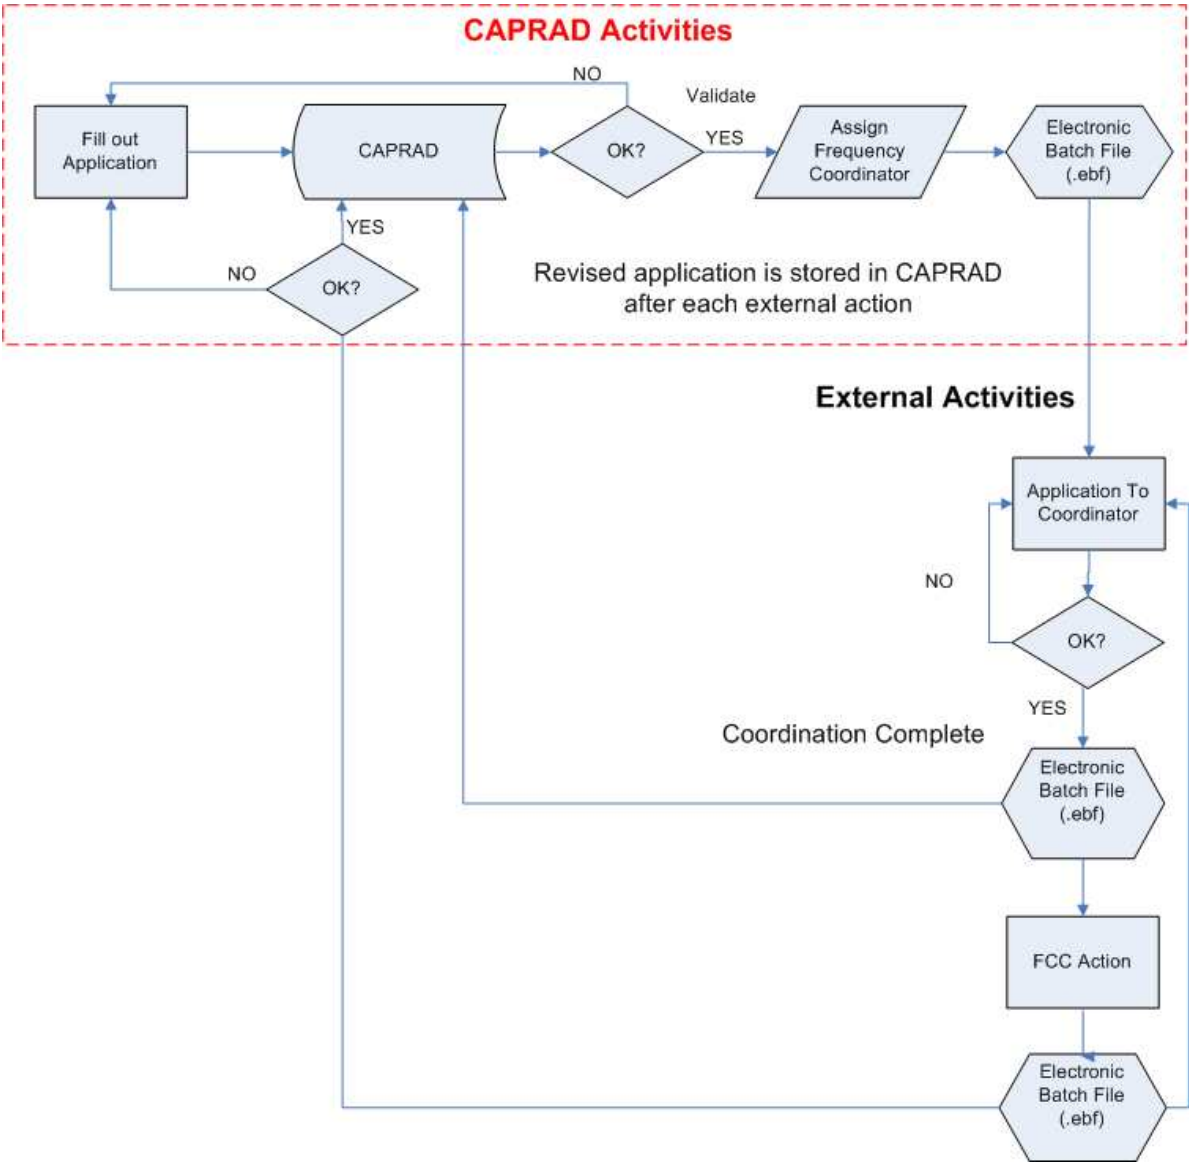 CAPRAD Activities
NO
Validate
Fill out
Application
CAPRAD
OK?
YES
Assign
Frequency
Coordinator
Electronic
Batch File
(.ebf)
YES
NO
OK?
Revised application is stored in CAPRAD
after each external action
External Activities
Application To
Coordinator
NO
OK?
YES
Coordination Complete
Electronic
Batch File
(.ebf)
FCC Action
Electronic
Batch File
(.ebf)